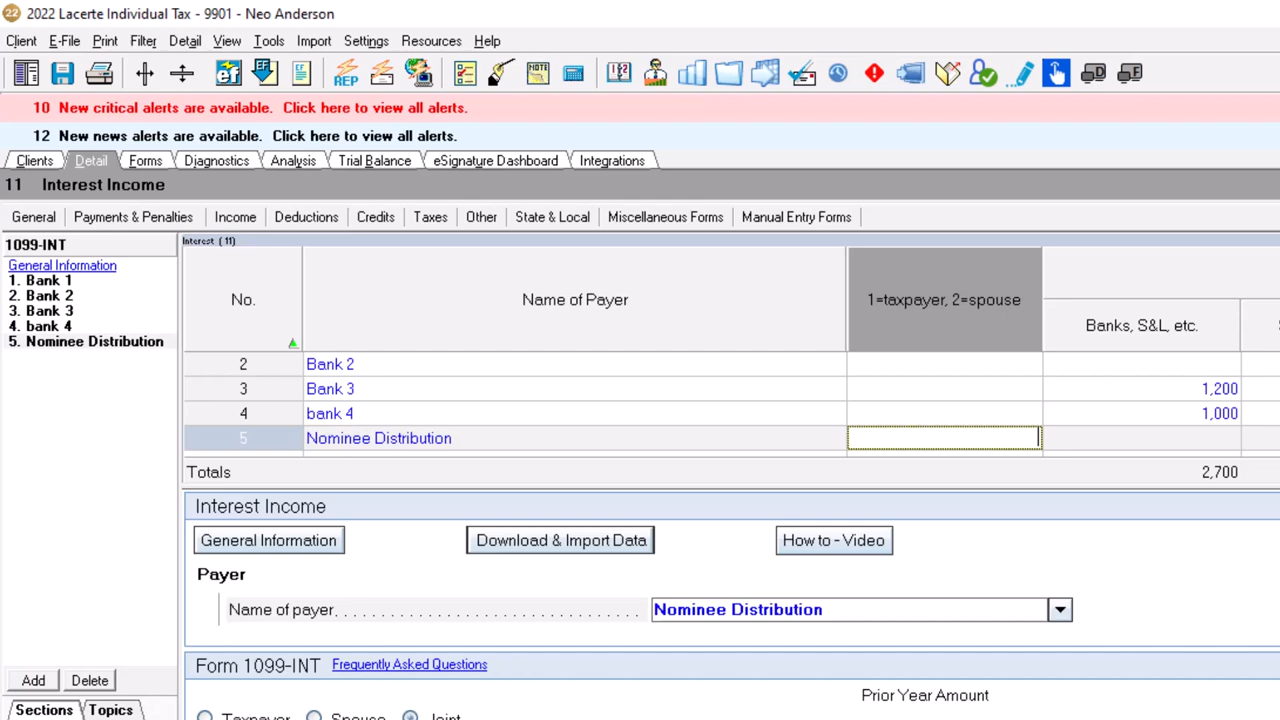 22 2022 Lacerte Individual Tax - 9901 - Neo Anderson
Client E-File Print Filter Detail View Tools Import Settings Resources Help
ef EF REP NOTE D F
10 New critical alerts are available. Click here to view all alerts.
12 New news alerts are available. Click here to view all alerts.
Clients Detail Forms Diagnostics Analysis Trial Balance eSignature Dashboard Integrations
11 Interest Income
General Payments & Penalties Income Deductions Credits Taxes Other State & Local Miscellaneous Forms Manual Entry Forms
1099-INT
General Information
1. Bank 1
2. Bank 2
3. Bank 3
4. bank 4
5. Nominee Distribution
Interest (11)
No. Name of Payer 1=taxpayer, 2=spouse Banks, S&L, etc.
2 Bank 2
3 Bank 3 1,200
4 bank 4 1,000
5 Nominee Distribution
Totals 2,700
Interest Income
General Information Download & Import Data How to - Video
Payer
Name of payer. . . . . . . . . . . . . . . . . . . . . . . . . . . . . . Nominee Distribution
Form 1099-INT Frequently Asked Questions
Prior Year Amount
Taxpayer Spouse Joint
Add Delete
Sections Topics